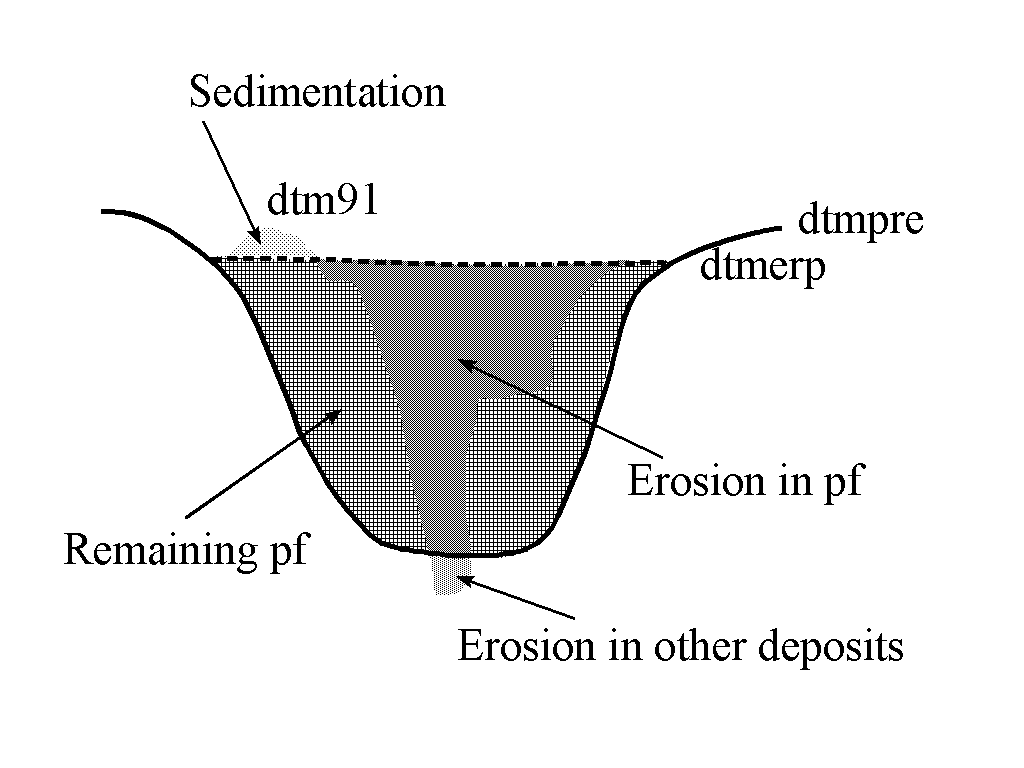 Sedimentation
dtm91
dtmpre
dtmerp
Erosion in pf
Remaining pf
Erosion in other deposits